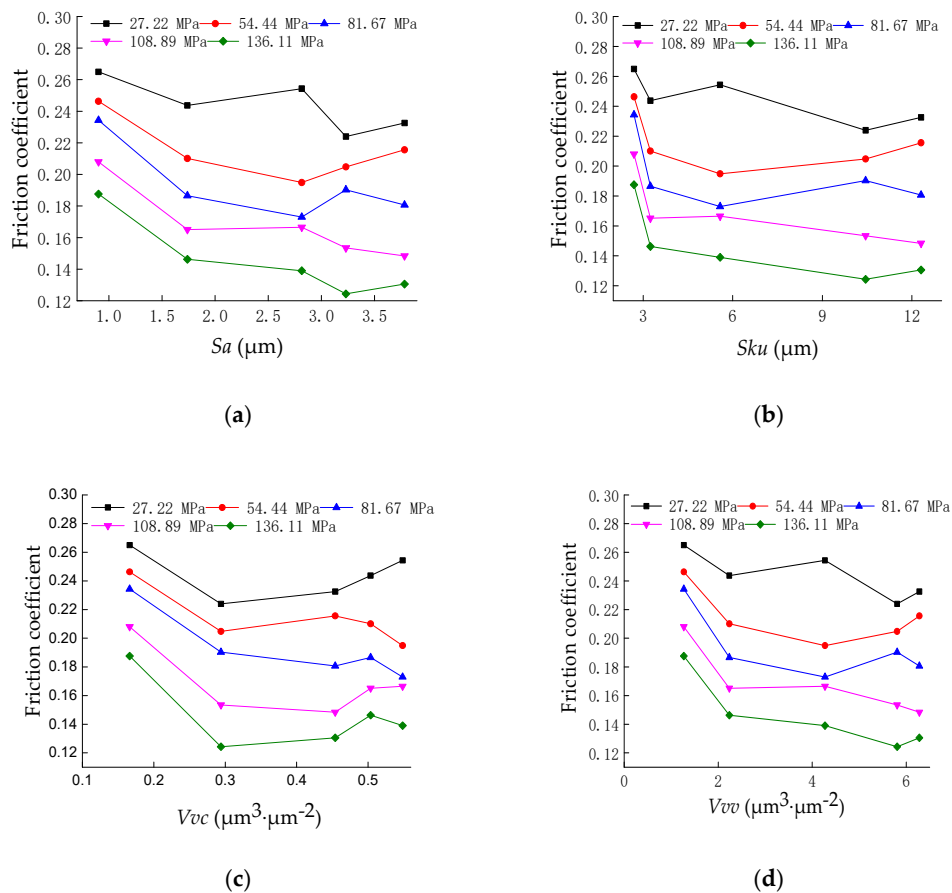 27.22 MPa 54.44 MPa 81.67 MPa
108.89 MPa 136.11 MPa
Friction coefficient
0.30
0.28
0.26
0.24
0.22
0.20
0.18
0.16
0.14
0.12
1.0 1.5 2.0 2.5 3.0 3.5
Sa (μm)
(a)
27.22 MPa 54.44 MPa 81.67 MPa
108.89 MPa 136.11 MPa
Friction coefficient
0.30
0.28
0.26
0.24
0.22
0.20
0.18
0.16
0.14
0.12
3 6 9 12
Sku (μm)
(b)
27.22 MPa 54.44 MPa 81.67 MPa
108.89 MPa 136.11 MPa
Friction coefficient
0.30
0.28
0.26
0.24
0.22
0.20
0.18
0.16
0.14
0.12
0.1 0.2 0.3 0.4 0.5
Vvc (μm³·μm⁻²)
(c)
27.22 MPa 54.44 MPa 81.67 MPa
108.89 MPa 136.11 MPa
Friction coefficient
0.30
0.28
0.26
0.24
0.22
0.20
0.18
0.16
0.14
0.12
0 2 4 6
Vvv (μm³·μm⁻²)
(d)